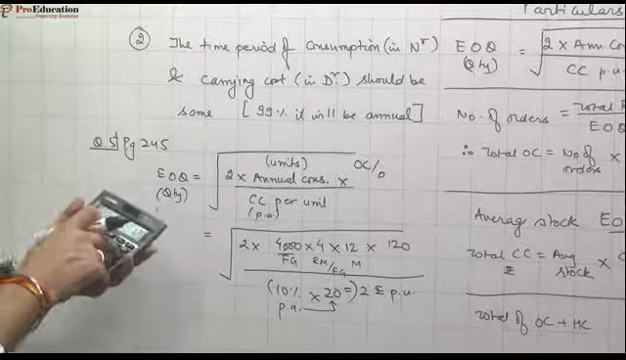 ProEducation
② The time period of consumption (in Nr)
& carrying cost (in Dr.) should be
same [99% it will be annual]
Q 5 Pg 245
EOQ (Qty) = √ 2 x Annual cons. (units) x OC/o
CC per unit (p.a.)
= √ 2 x 4000 x 4 x 12 x 120
FG RM/FG M
(10% x 20 =) 2 £ p.u.
p.a.
Particulars
EOQ (Qty) = √ 2 x Ann Co
CC p.u
No. of orders = Total
EO
∴ Total OC = No of orders x
Average stock EO
Total CC = Avg stock x
£
Total of OC + HC